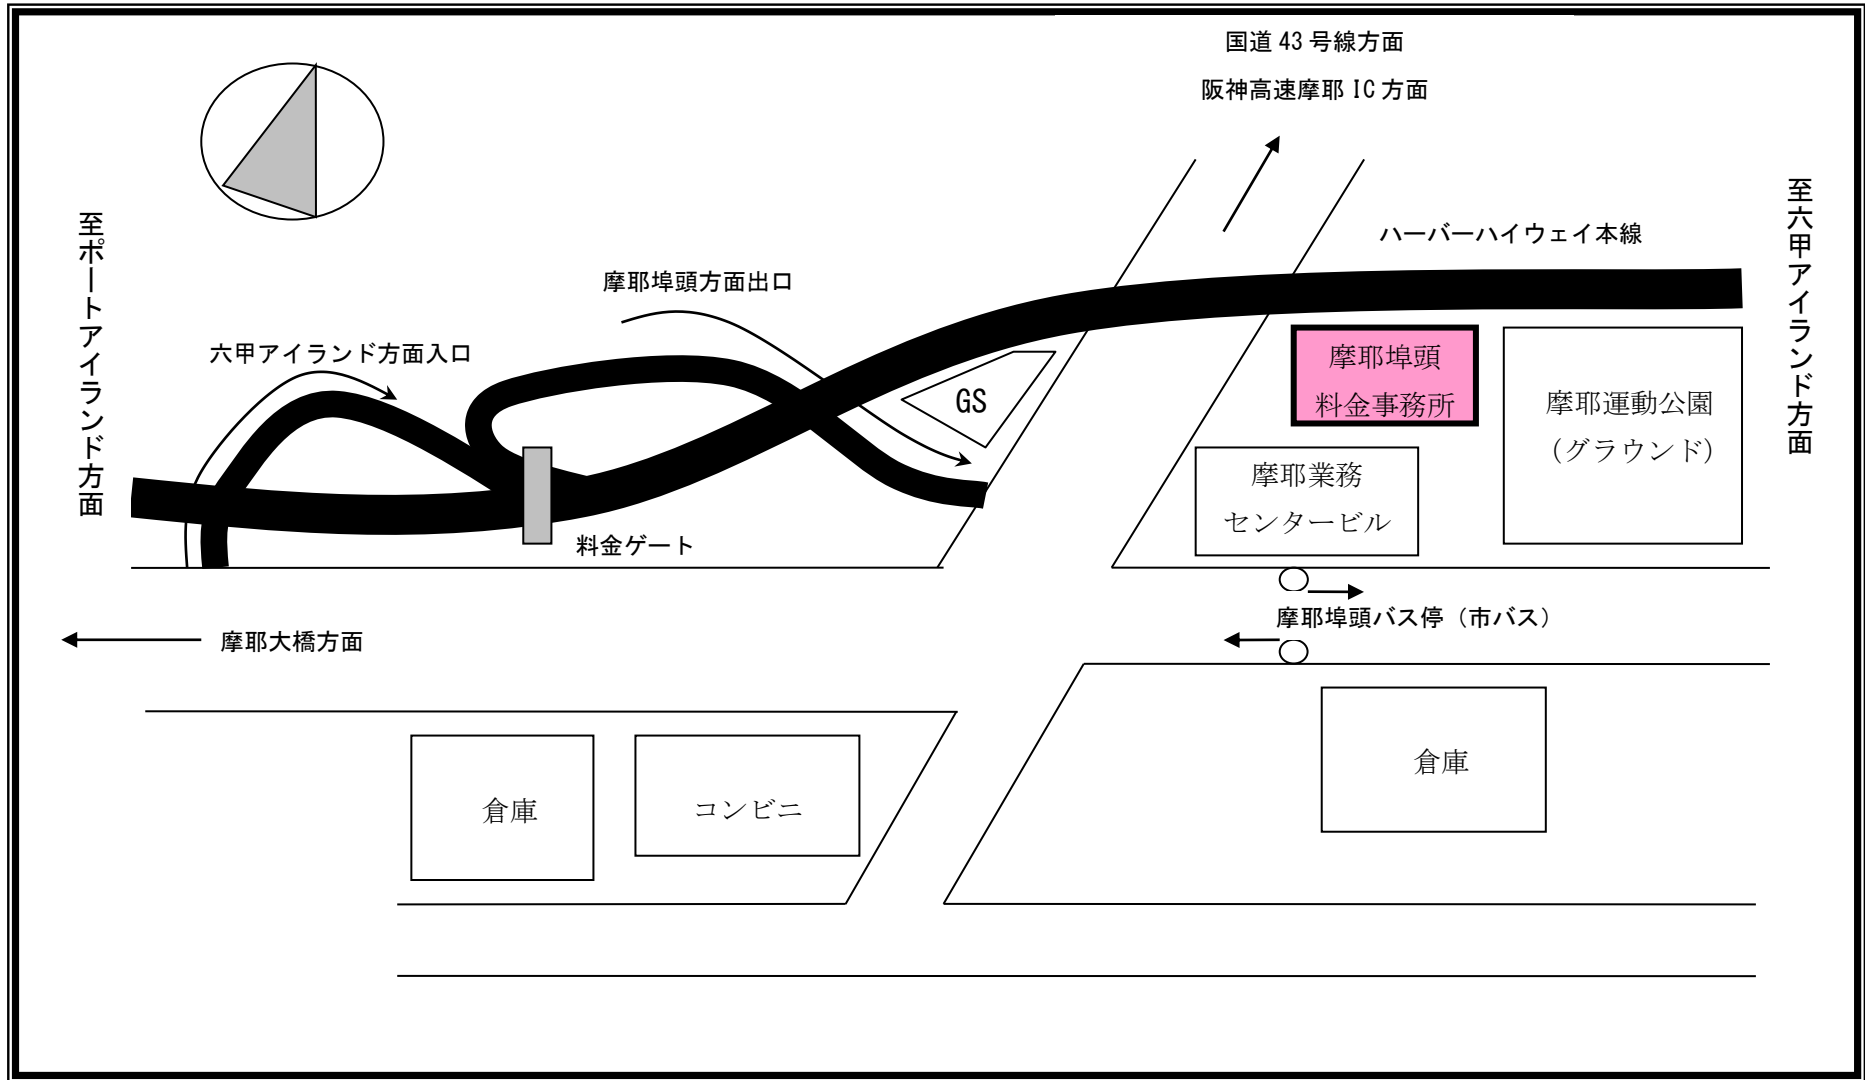 国道43号線方面
阪神高速摩耶IC方面
至ポートアイランド方面
至六甲アイランド方面
ハーバーハイウェイ本線
摩耶埠頭方面出口
六甲アイランド方面入口
GS
摩耶埠頭
料金事務所
摩耶運動公園
（グラウンド）
摩耶業務
センタービル
料金ゲート
摩耶埠頭バス停（市バス）
摩耶大橋方面
倉庫
コンビニ
倉庫